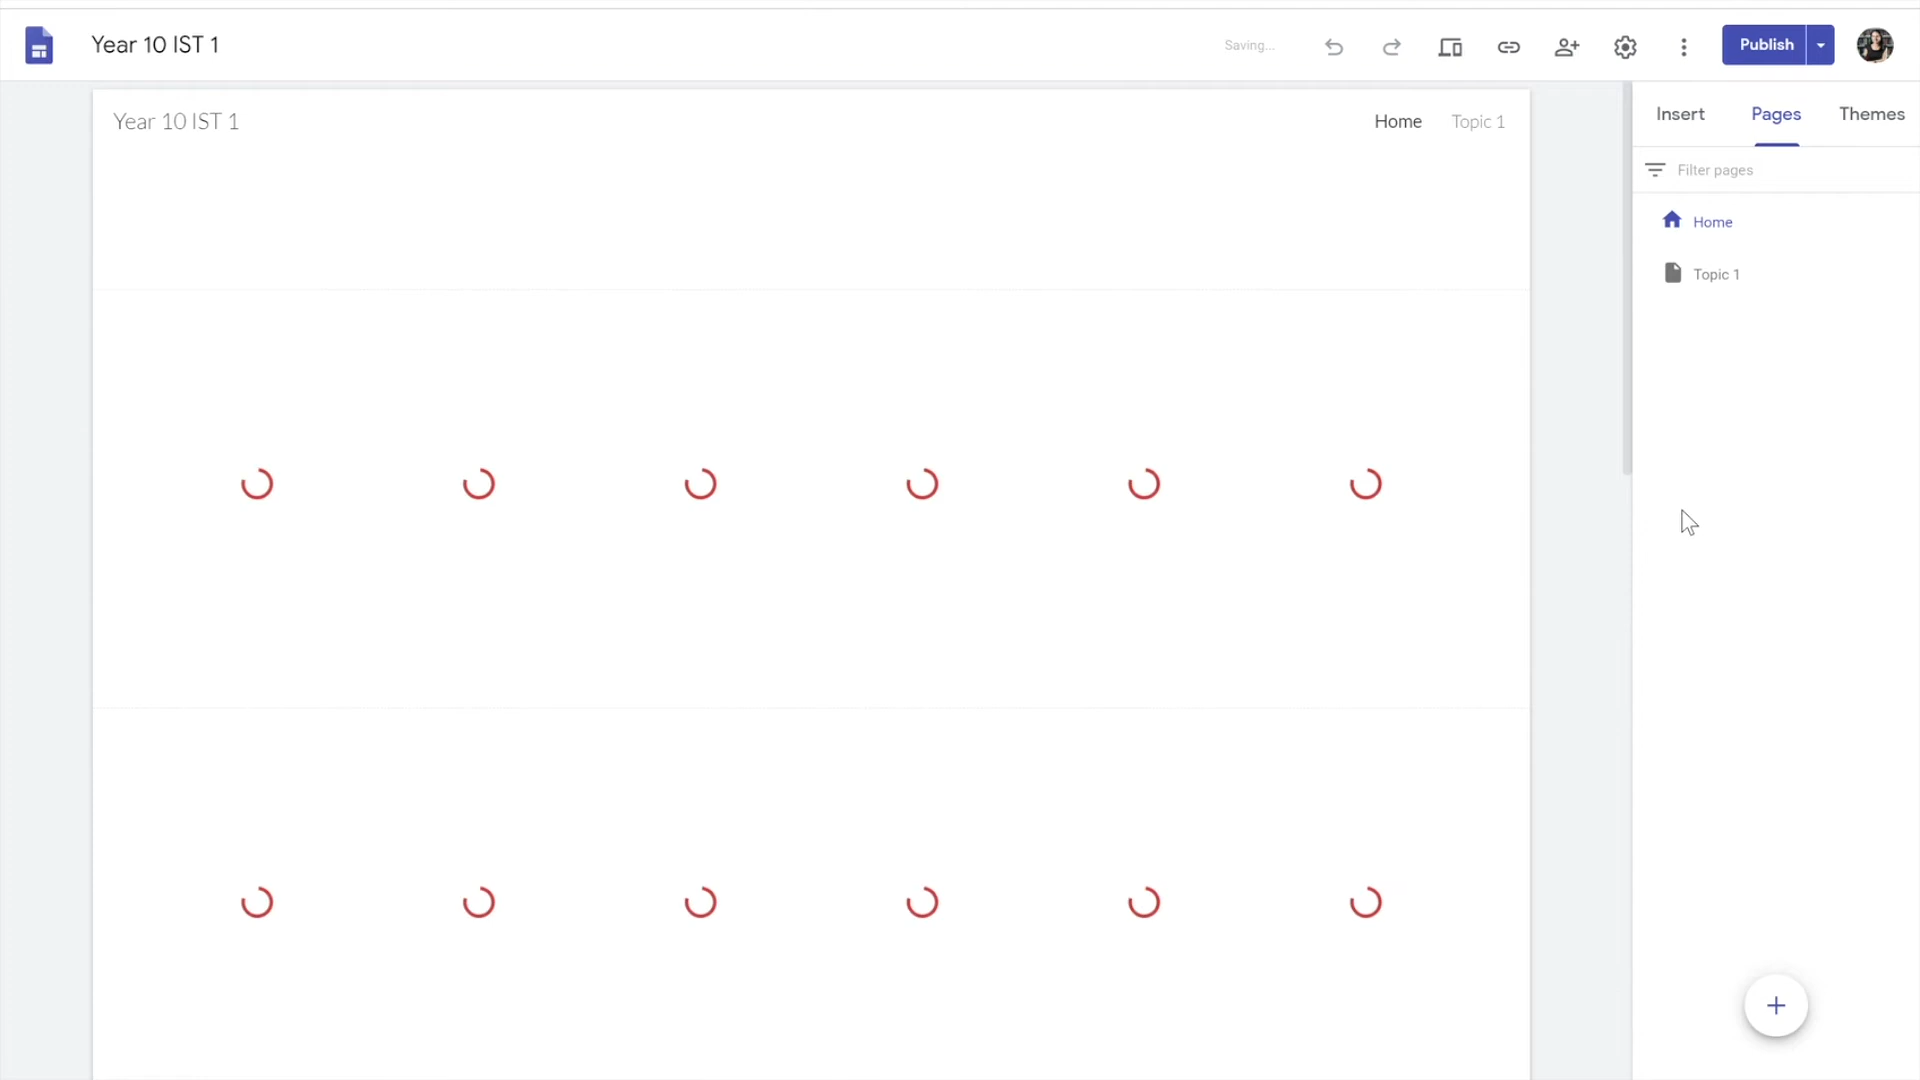 Year 10 IST 1
Saving...
Publish
Year 10 IST 1
Home
Topic 1
Insert
Pages
Themes
Filter pages
Home
Topic 1